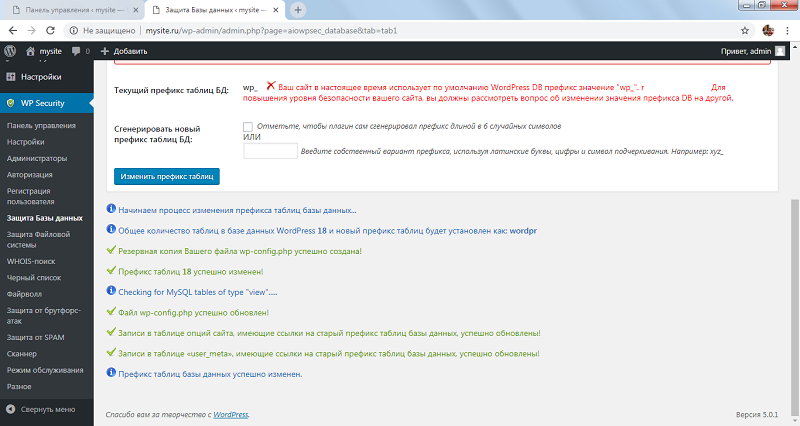 Панель управления ‹ mysite —
Защита Базы данных ‹ mysite —
Не защищено mysite.ru/wp-admin/admin.php?page=aiowpsec_database&tab=tab1
mysite 0 Добавить Привет, admin
Настройки
WP Security
Панель управления
Настройки
Администраторы
Авторизация
Регистрация
пользователя
Защита Базы данных
Защита Файловой
системы
WHOIS-поиск
Черный список
Файрволл
Защита от брутфорс-
атак
Защита от SPAM
Сканнер
Режим обслуживания
Разное
Свернуть меню
Текущий префикс таблиц БД: wp_ Ваш сайт в настоящее время использует по умолчанию WordPress DB префикс значение "wp_". г Для
повышения уровня безопасности вашего сайта, вы должны рассмотреть вопрос об изменении значения префикса DB на другой.
Сгенерировать новый
префикс таблиц БД:
Отметьте, чтобы плагин сам сгенерировал префикс длиной в 6 случайных символов
ИЛИ
Введите собственный вариант префикса, используя латинские буквы, цифры и символ подчеркивания. Например: xyz_
Изменить префикс таблиц
Начинаем процесс изменения префикса таблиц базы данных...
Общее количество таблиц в базе данных WordPress 18 и новый префикс таблиц будет установлен как: wordpr
Резервная копия Вашего файла wp-config.php успешно создана!
Префикс таблиц 18 успешно изменен!
Checking for MySQL tables of type "view".....
Файл wp-config.php успешно обновлен!
Записи в таблице опций сайта, имеющие ссылки на старый префикс таблиц базы данных, успешно обновлены!
Записи в таблице «user_meta», имеющие ссылки на старый префикс таблиц базы данных, успешно обновлены!
Префикс таблиц базы данных успешно изменен.
Спасибо вам за творчество с WordPress. Версия 5.0.1